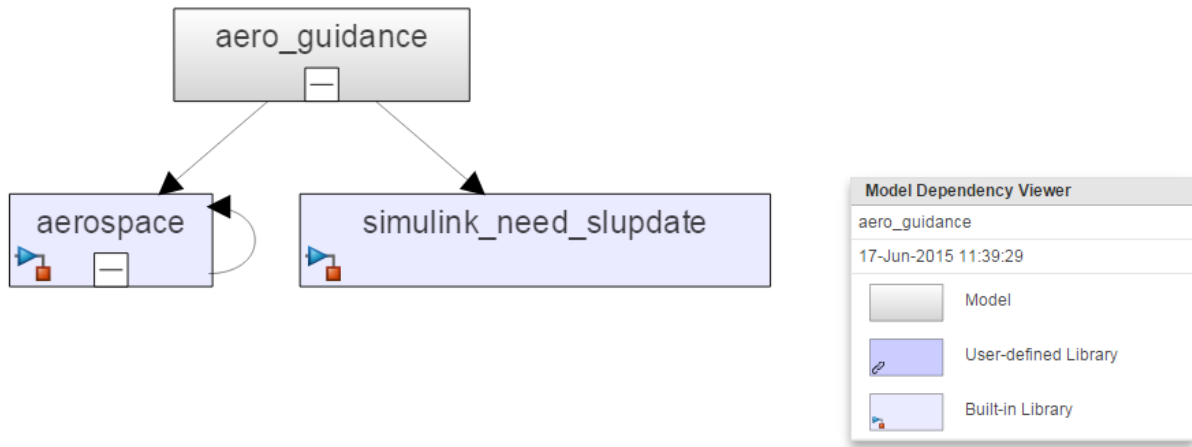 aero_guidance
aerospace
simulink_need_slupdate
Model Dependency Viewer
aero_guidance
17-Jun-2015 11:39:29
Model
User-defined Library
Built-in Library